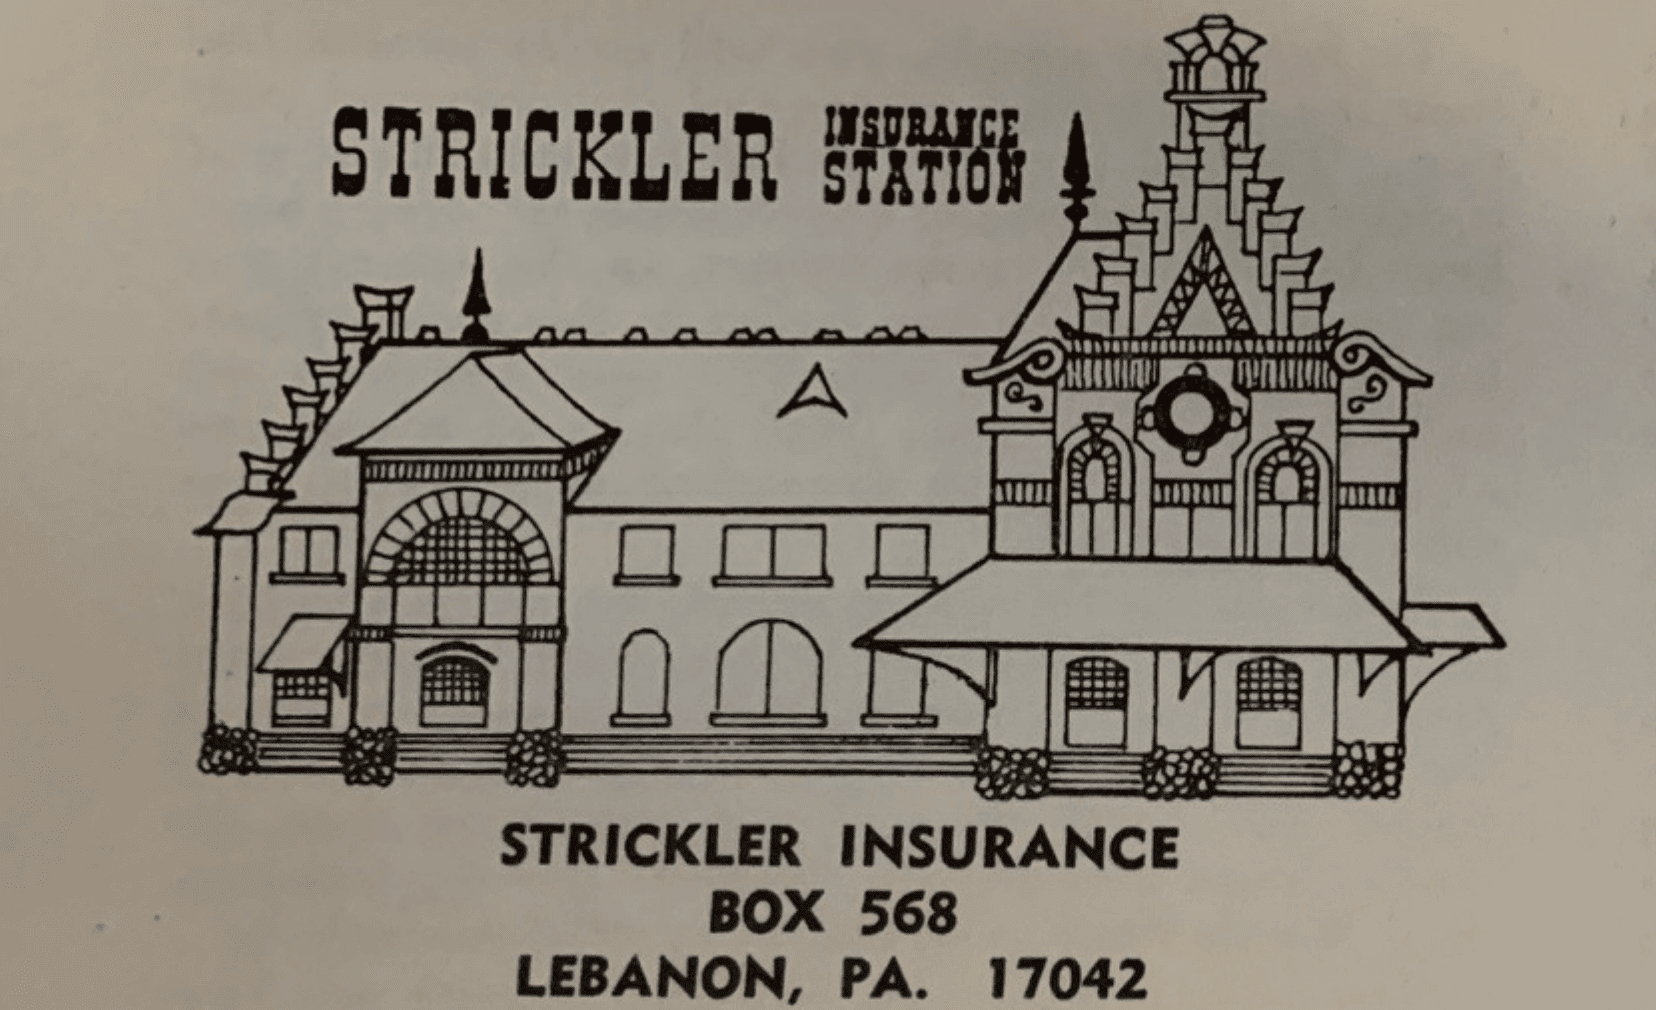 STRICKLER INSURANCE
STATION
STRICKLER INSURANCE
BOX 568
LEBANON, PA. 17042